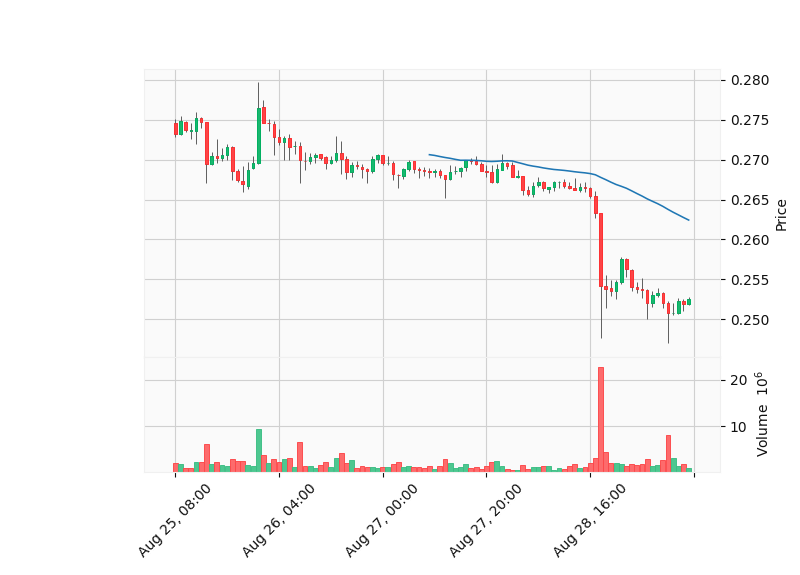 0.280
0.275
0.270
0.265
0.260
0.255
0.250
Price
20
10
Volume 10⁶
Aug 25, 08:00
Aug 26, 04:00
Aug 27, 00:00
Aug 27, 20:00
Aug 28, 16:00